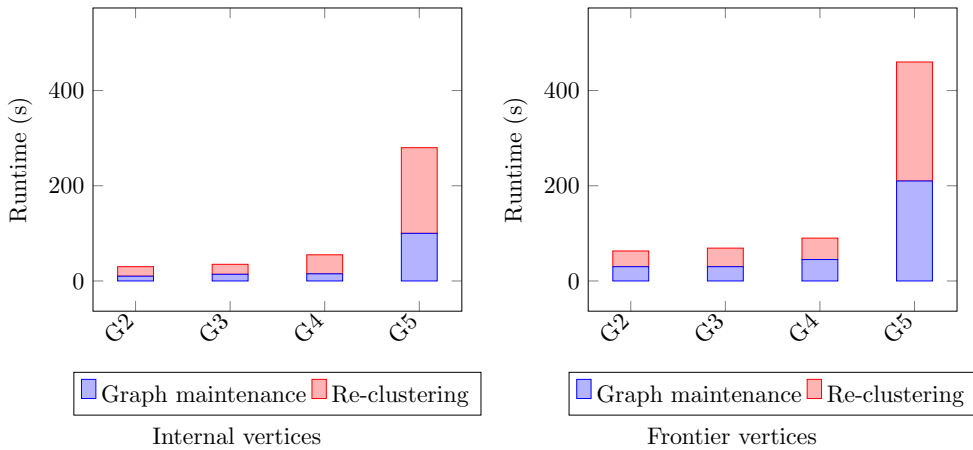 Runtime (s)
400
200
0
G2
G3
G4
G5
Graph maintenance
Re-clustering
Internal vertices
Runtime (s)
400
200
0
G2
G3
G4
G5
Graph maintenance
Re-clustering
Frontier vertices